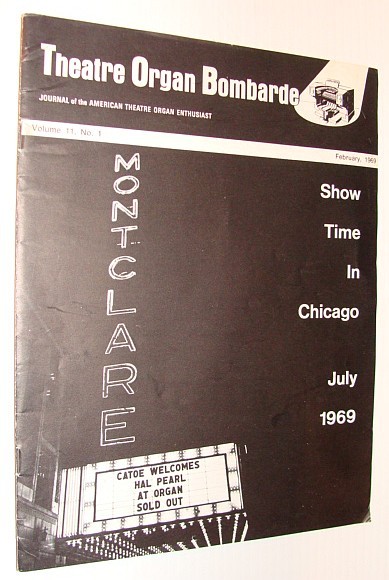 Theatre Organ Bombarde
JOURNAL of the AMERICAN THEATRE ORGAN ENTHUSIAST
Volume 11, No. 1
February, 1969
MONTCLARE
Show
Time
In
Chicago
July
1969
CATOE WELCOMES
HAL PEARL
AT ORGAN
SOLD OUT